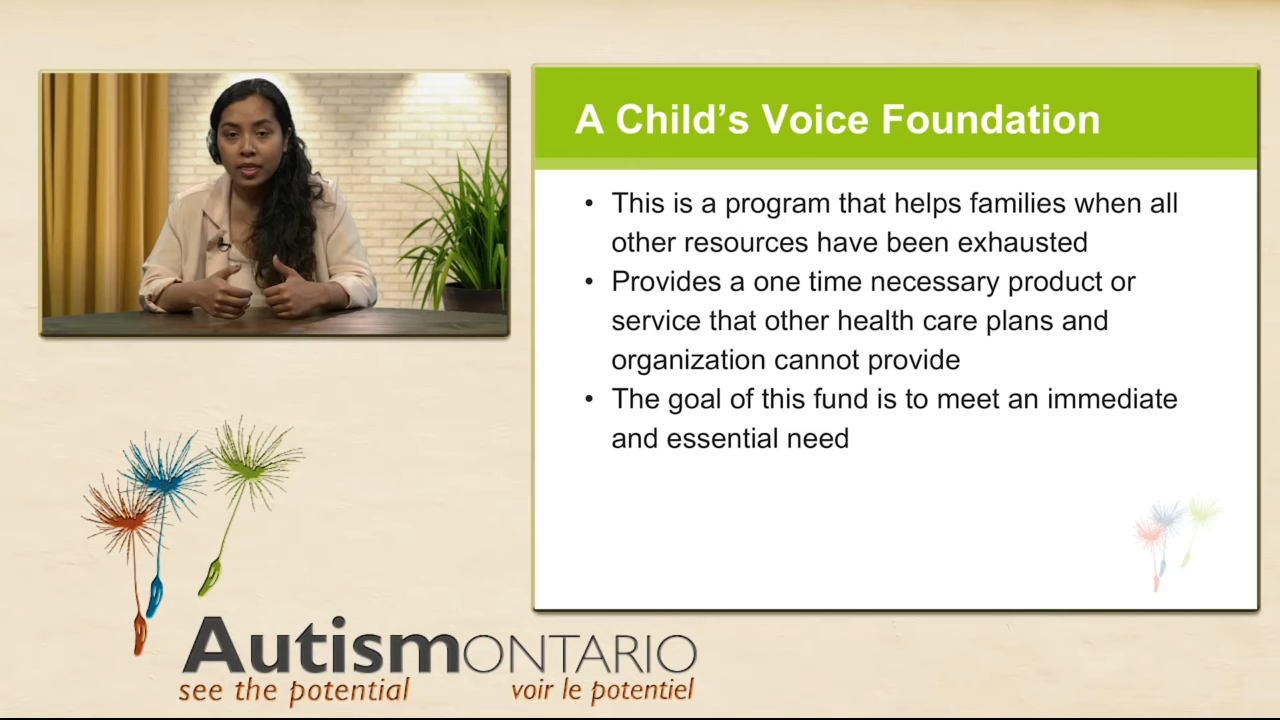 A Child's Voice Foundation
• This is a program that helps families when all
other resources have been exhausted
• Provides a one time necessary product or
service that other health care plans and
organization cannot provide
• The goal of this fund is to meet an immediate
and essential need
AutismONTARIO
see the potential voir le potentiel